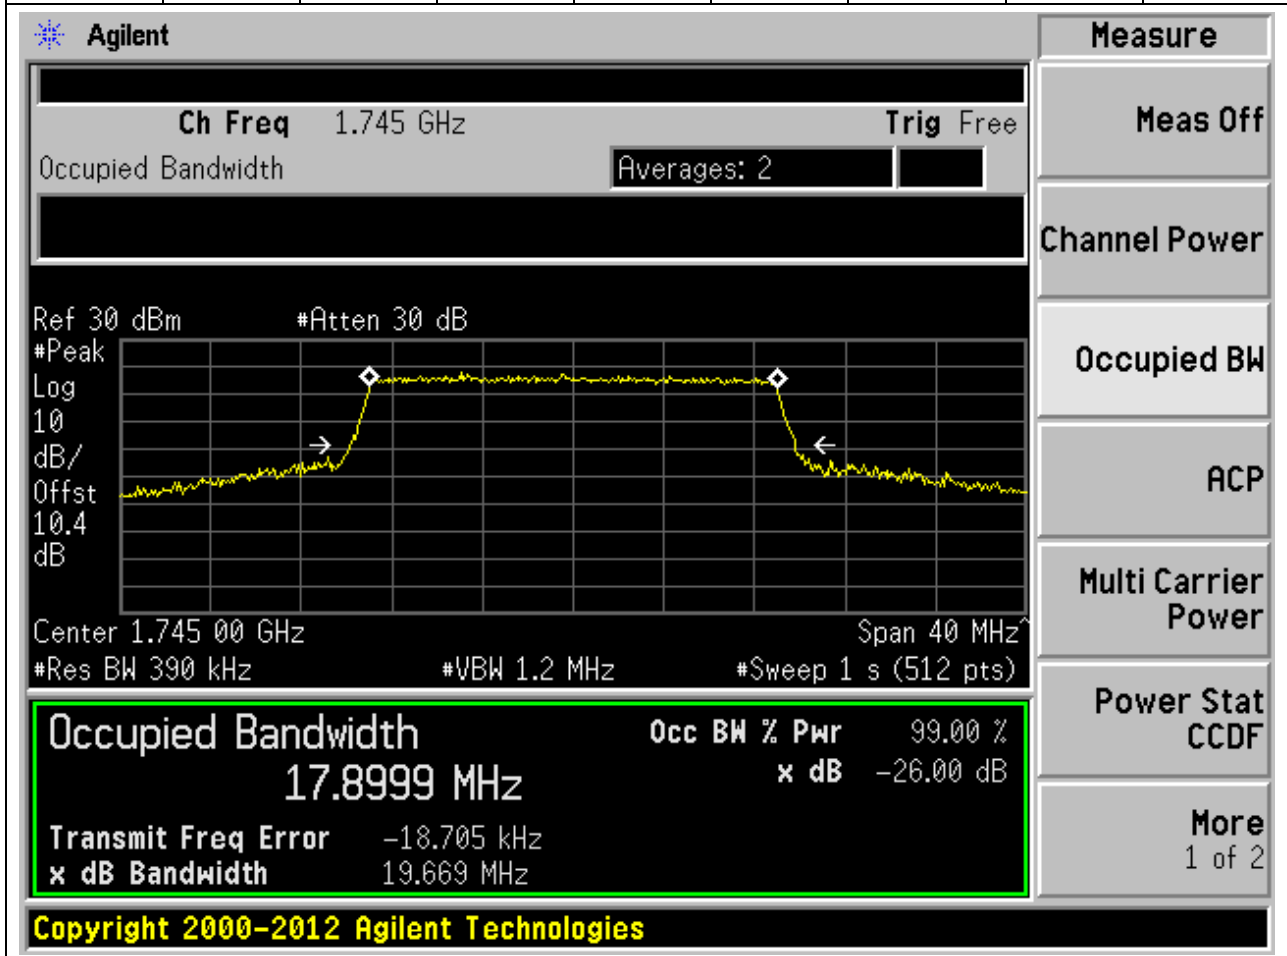 Agilent
Measure
Ch Freq 1.745 GHz Trig Free
Occupied Bandwidth Averages: 2
Meas Off
Channel Power
Occupied BW
ACP
Multi Carrier
Power
Power Stat
CCDF
More
1 of 2
Ref 30 dBm #Atten 30 dB
#Peak
Log
10
dB/
Offst
10.4
dB
Center 1.745 00 GHz Span 40 MHz^
#Res BW 390 kHz #VBW 1.2 MHz #Sweep 1 s (512 pts)
Occupied Bandwidth Occ BW % Pwr 99.00 %
17.8999 MHz x dB -26.00 dB
Transmit Freq Error -18.705 kHz
x dB Bandwidth 19.669 MHz
Copyright 2000-2012 Agilent Technologies